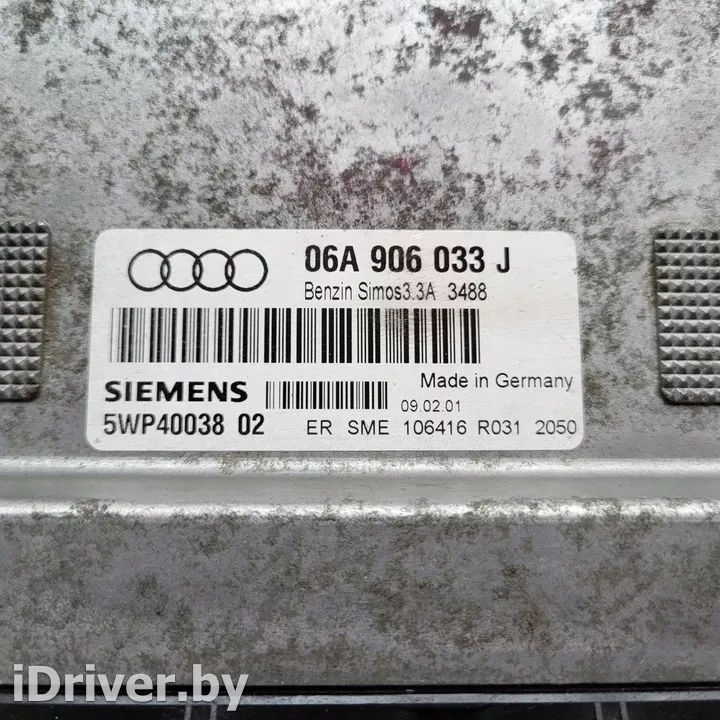 06A 906 033 J
Benzin Simos3.3A 3488
SIEMENS
Made in Germany
09.02.01
5WP40038 02
ER SME 106416 R031 2050
iDriver.by